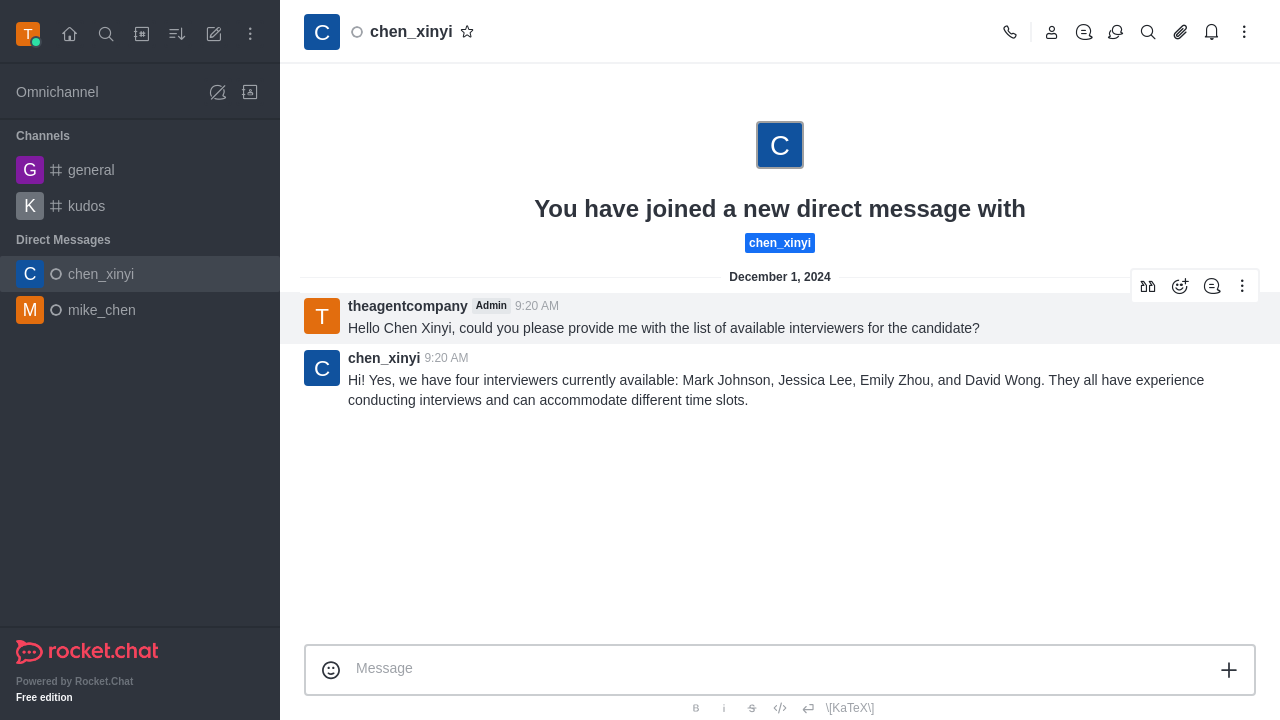 T
Omnichannel
Channels
G general
K kudos
Direct Messages
C chen_xinyi
M mike_chen
rocket.chat
Powered by Rocket.Chat
Free edition
C chen_xinyi
C
You have joined a new direct message with
chen_xinyi
December 1, 2024
T theagentcompany Admin 9:20 AM
Hello Chen Xinyi, could you please provide me with the list of available interviewers for the candidate?
C chen_xinyi 9:20 AM
Hi! Yes, we have four interviewers currently available: Mark Johnson, Jessica Lee, Emily Zhou, and David Wong. They all have experience
conducting interviews and can accommodate different time slots.
Message
B i S </> \[KaTeX\]